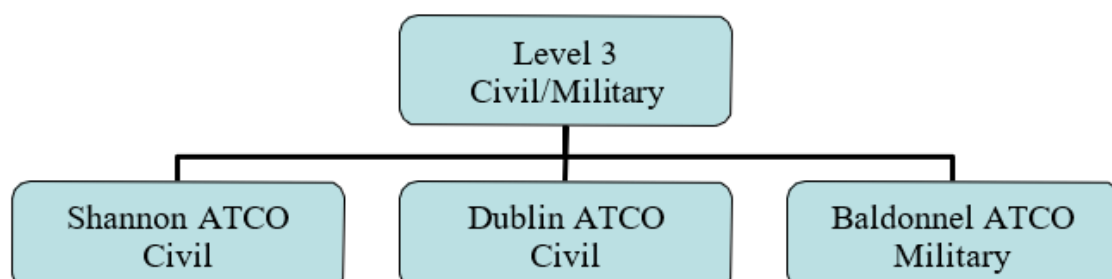 Level 3
Civil/Military
Shannon ATCO
Civil
Dublin ATCO
Civil
Baldonnel ATCO
Military